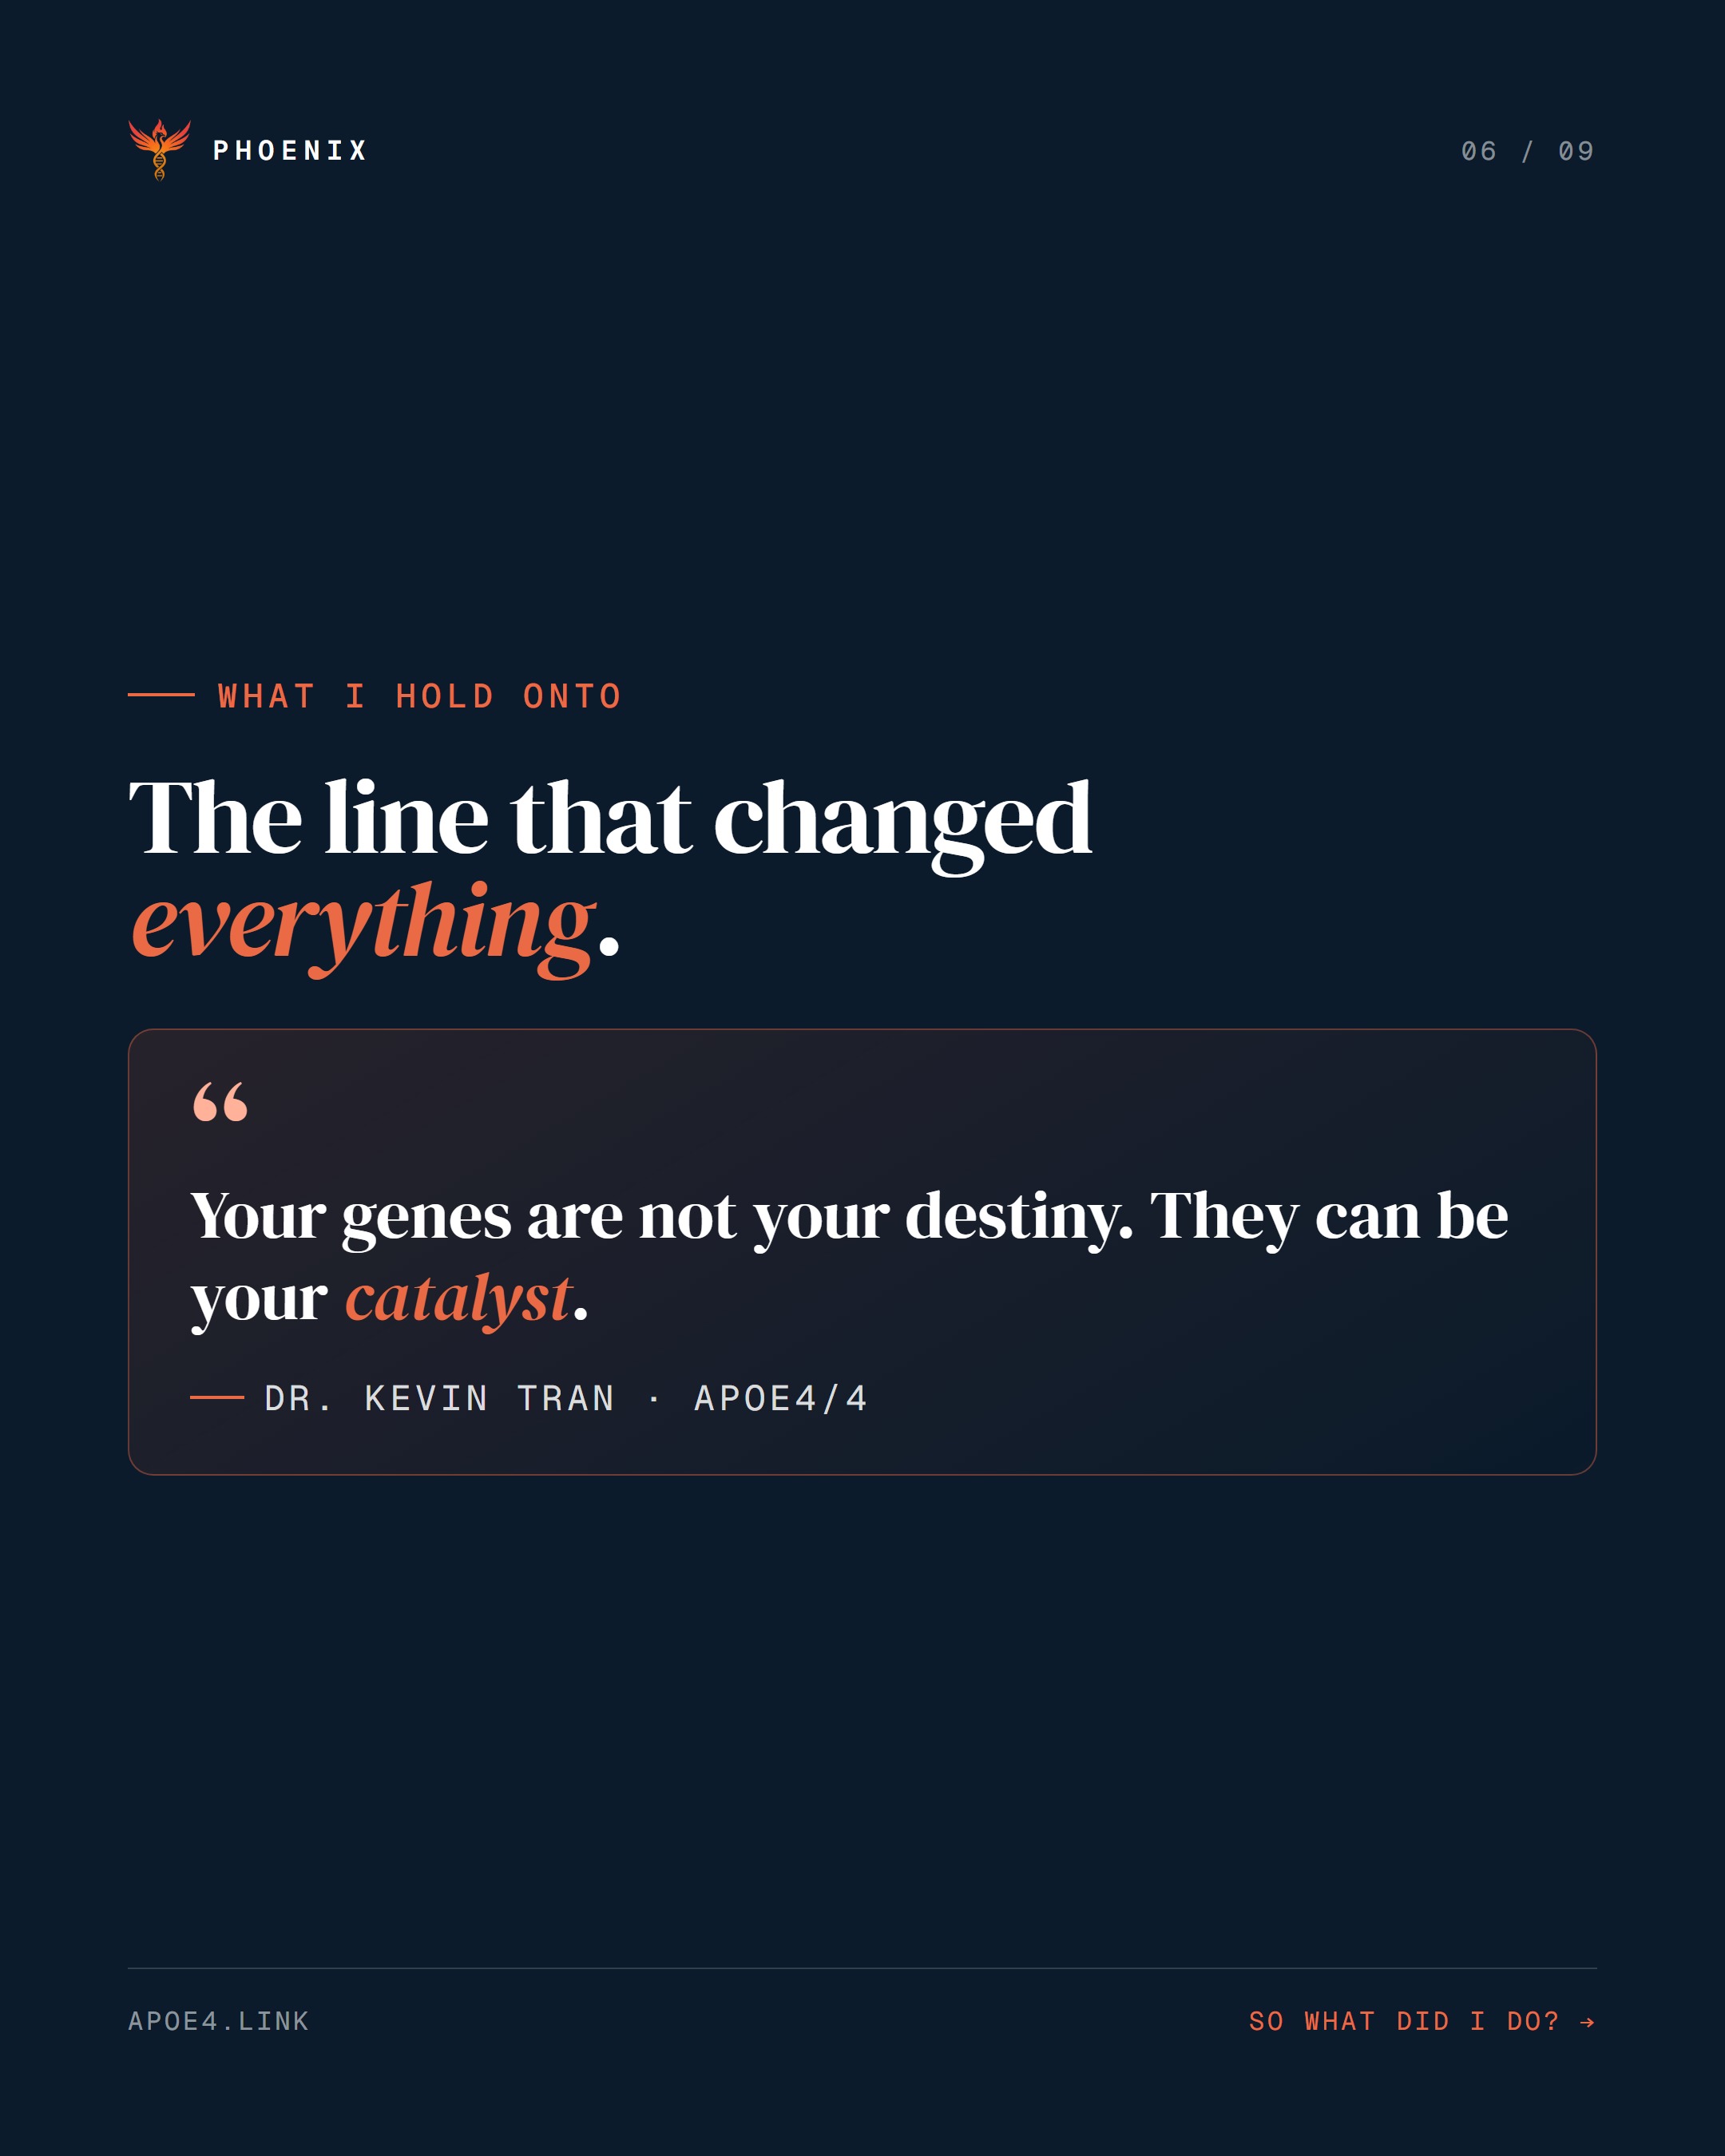 PHOENIX
06 / 09
WHAT I HOLD ONTO
The line that changed
everything.
“
Your genes are not your destiny. They can be
your catalyst.
DR. KEVIN TRAN · APOE4/4
APOE4.LINK
SO WHAT DID I DO? →